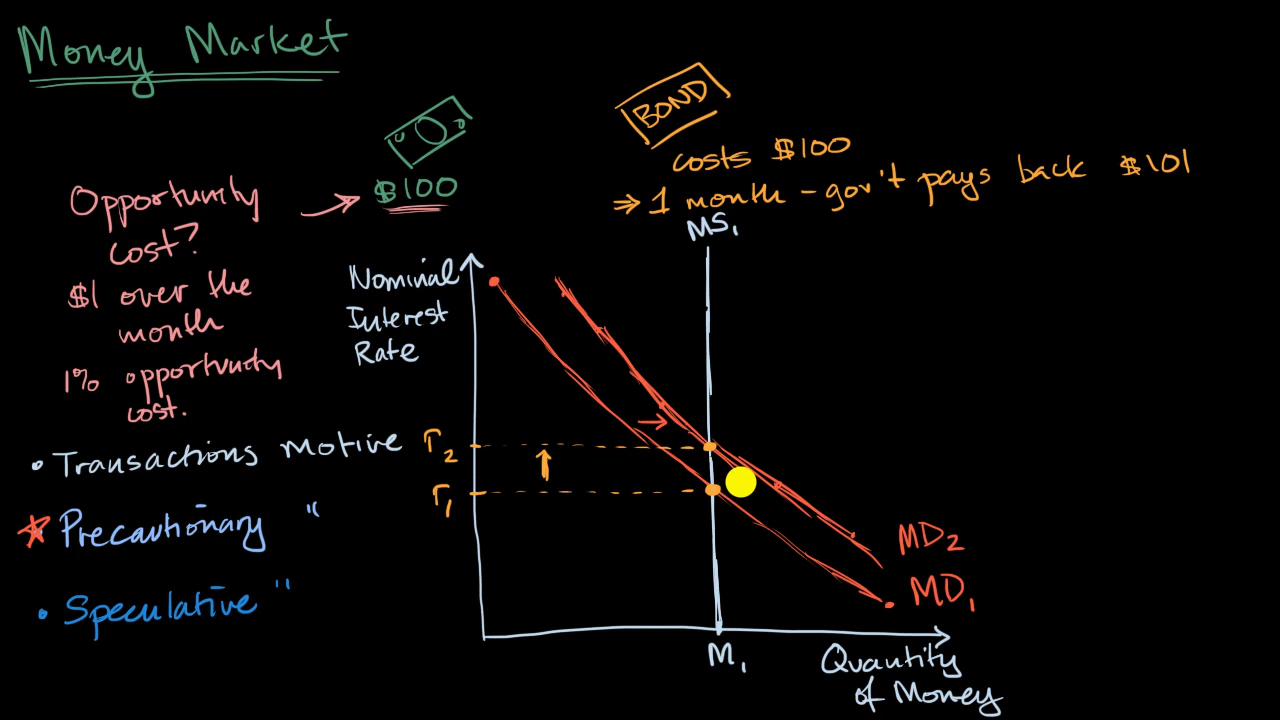 Money Market
BOND
costs $100
⇒ 1 month - gov't pays back $101
$100
Opportunity
cost?
$1 over the
month
1% opportunity
cost.
• Transactions motive
★ Precautionary "
• Speculative "
Nominal
Interest
Rate
MS₁
r₂
r₁
MD₂
MD₁
M₁
Quantity
of Money